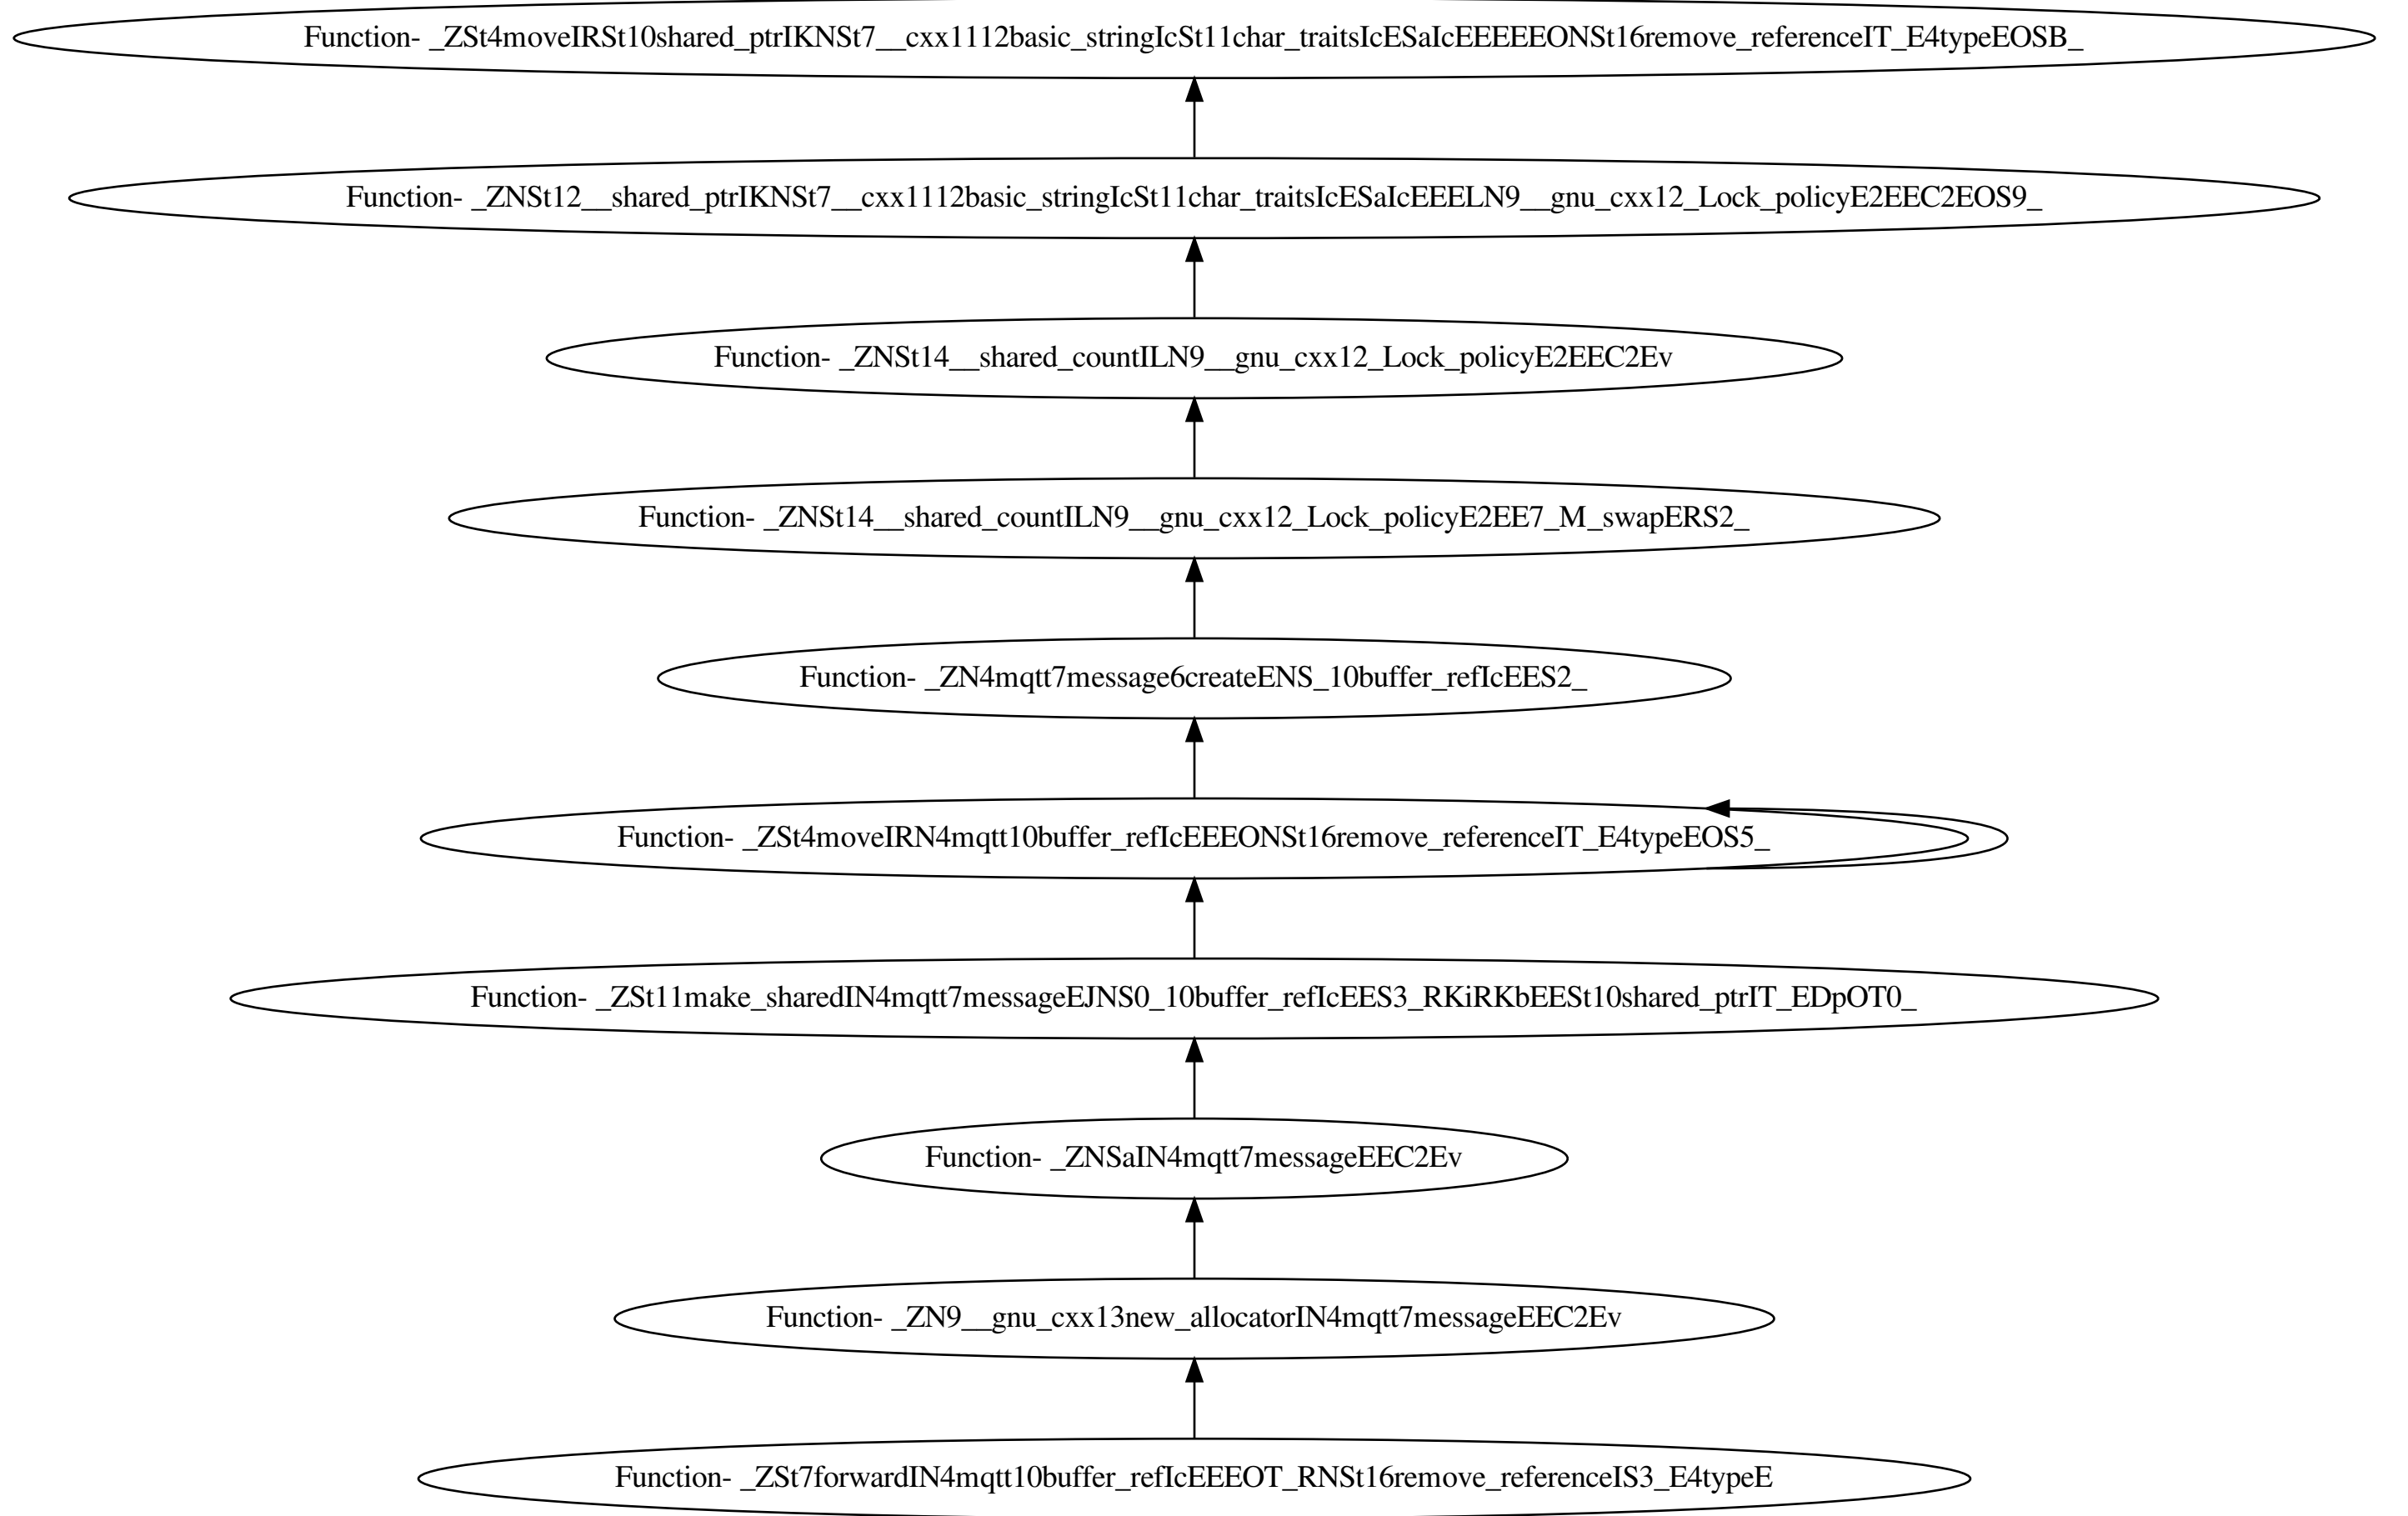 Function- _ZSt4moveIRSt10shared_ptrIKNSt7__cxx1112basic_stringIcSt11char_traitsIcESaIcEEEEEONSt16remove_referenceIT_E4typeEOSB_
Function- _ZNSt12__shared_ptrIKNSt7__cxx1112basic_stringIcSt11char_traitsIcESaIcEEELN9__gnu_cxx12_Lock_policyE2EEC2EOS9_
Function- _ZNSt14__shared_countILN9__gnu_cxx12_Lock_policyE2EEC2Ev
Function- _ZNSt14__shared_countILN9__gnu_cxx12_Lock_policyE2EE7_M_swapERS2_
Function- _ZN4mqtt7message6createENS_10buffer_refIcEES2_
Function- _ZSt4moveIRN4mqtt10buffer_refIcEEEONSt16remove_referenceIT_E4typeEOS5_
Function- _ZSt11make_sharedIN4mqtt7messageEJNS0_10buffer_refIcEES3_RKiRKbEESt10shared_ptrIT_EDpOT0_
Function- _ZNSaIN4mqtt7messageEEC2Ev
Function- _ZN9__gnu_cxx13new_allocatorIN4mqtt7messageEEC2Ev
Function- _ZSt7forwardIN4mqtt10buffer_refIcEEEOT_RNSt16remove_referenceIS3_E4typeE